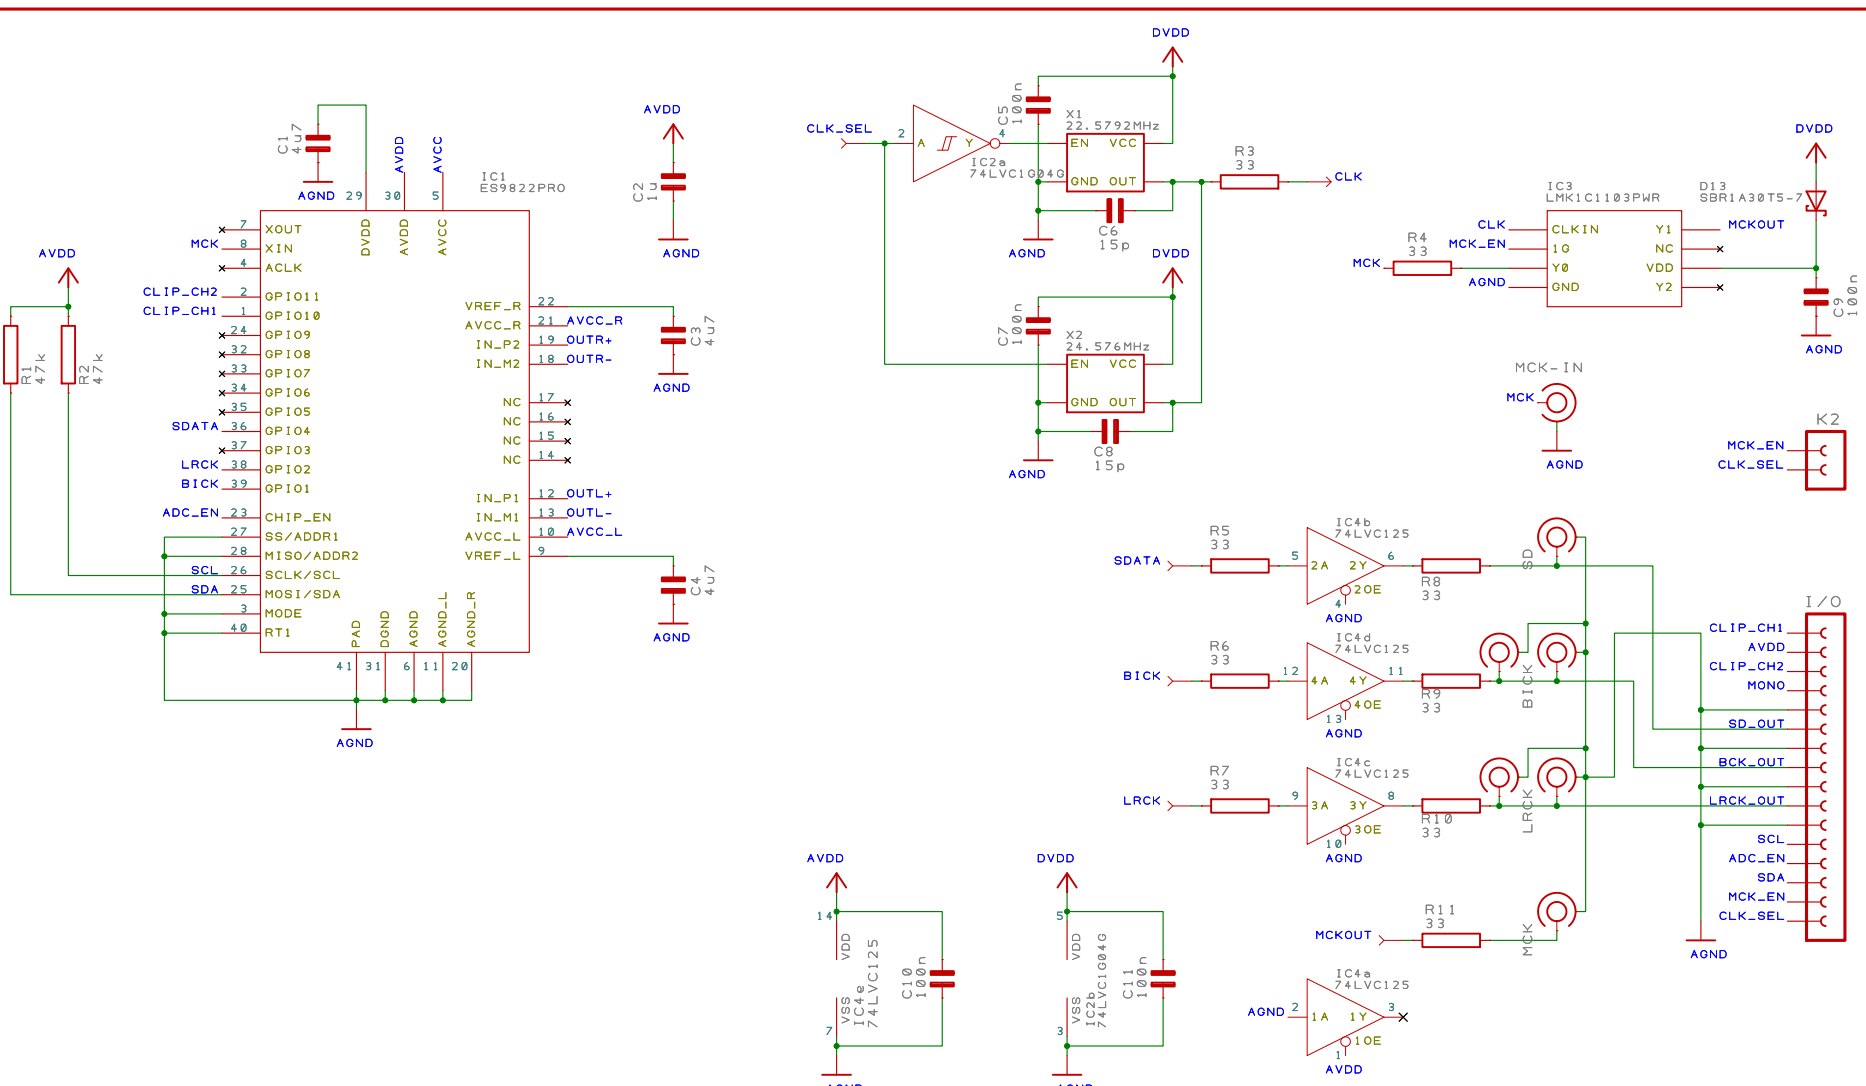 C1
4u7
AGND
29
AVDD
30
AVCC
5
IC1
ES9822PRO
AVDD
C2
1u
AGND
DVDD
AVDD
AVCC
7
XOUT
MCK
8
XIN
4
ACLK
CLIP_CH2
2
GPIO11
CLIP_CH1
1
GPIO10
24
GPIO9
32
GPIO8
33
GPIO7
34
GPIO6
35
GPIO5
SDATA
36
GPIO4
37
GPIO3
LRCK
38
GPIO2
BICK
39
GPIO1
ADC_EN
23
CHIP_EN
27
SS/ADDR1
28
MISO/ADDR2
SCL
26
SCLK/SCL
SDA
25
MOSI/SDA
3
MODE
40
RT1
AVDD
R1
47k
R2
47k
VREF_R
22
AVCC_R
21
AVCC_R
IN_P2
19
OUTR+
IN_M2
18
OUTR-
NC
17
NC
16
NC
15
NC
14
IN_P1
12
OUTL+
IN_M1
13
OUTL-
AVCC_L
10
AVCC_L
VREF_L
9
C3
4u7
AGND
C4
4u7
AGND
PAD
DGND
AGND
AGND_L
AGND_R
41
31
6
11
20
AGND
DVDD
CLK_SEL
2
A
Y
4
IC2a
74LVC1G04G
C5
100n
X1
22.5792MHz
EN
VCC
GND
OUT
C6
15p
AGND
R3
33
CLK
DVDD
C7
100n
X2
24.576MHz
EN
VCC
GND
OUT
C8
15p
AGND
DVDD
IC3
LMK1C1103PWR
D13
SBR1A30T5-7
CLK
CLKIN
Y1
MCKOUT
MCK_EN
1G
NC
MCK
R4
33
Y0
VDD
AGND
GND
Y2
C9
100n
AGND
MCK-IN
MCK
AGND
K2
MCK_EN
CLK_SEL
SDATA
R5
33
5
IC4b
74LVC125
2A
2Y
6
2OE
4
AGND
R8
33
SD
BICK
R6
33
12
IC4d
74LVC125
4A
4Y
11
4OE
13
AGND
R9
33
BICK
LRCK
R7
33
9
IC4c
74LVC125
3A
3Y
8
3OE
10
AGND
R10
33
LRCK
MCKOUT
R11
33
MCK
I/O
CLIP_CH1
AVDD
CLIP_CH2
MONO
SD_OUT
BCK_OUT
LRCK_OUT
SCL
ADC_EN
SDA
MCK_EN
CLK_SEL
AGND
AVDD
14
VDD
VSS
IC4e
74LVC125
7
C10
100n
AGND
DVDD
5
VDD
VSS
IC2b
74LVC1G04G
3
C11
100n
AGND
IC4a
74LVC125
AGND
2
1A
1Y
3
1OE
1
AVDD